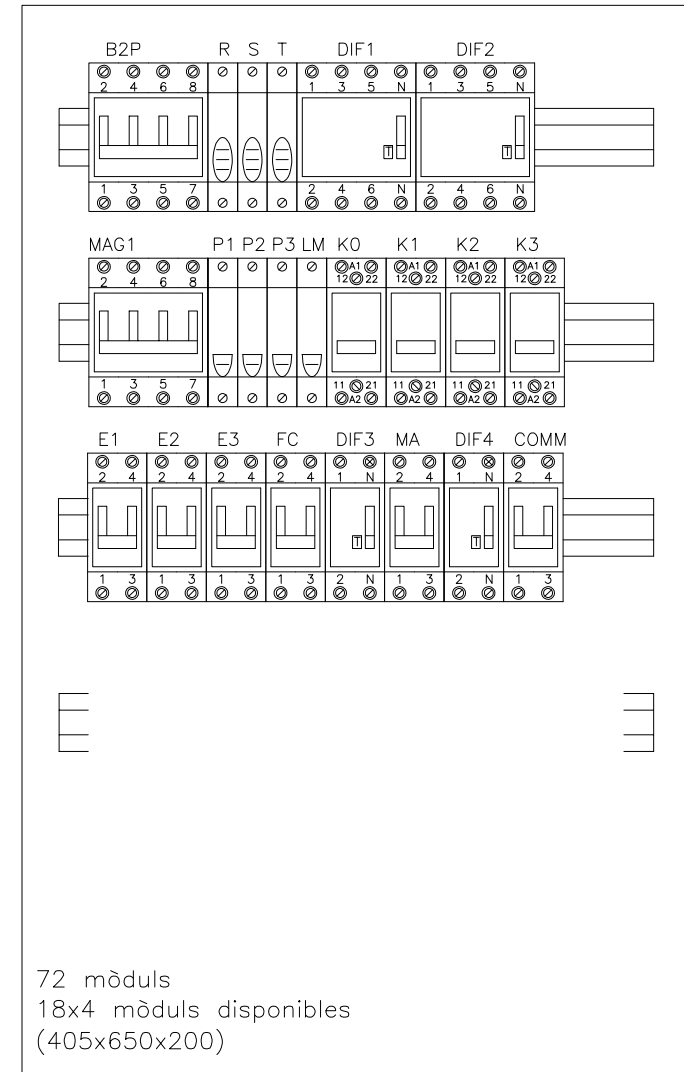 B2P R S T DIF1 DIF2
2 4 6 8 1 3 5 N 1 3 5 N
T T
1 3 5 7 2 4 6 N 2 4 6 N
MAG1 P1 P2 P3 LM K0 K1 K2 K3
2 4 6 8 A1 A1 A1 A1
12 22 12 22 12 22 12 22
1 3 5 7 11 21 11 21 11 21 11 21
A2 A2 A2 A2
E1 E2 E3 FC DIF3 MA DIF4 COMM
2 4 2 4 2 4 2 4 1 N 2 4 1 N 2 4
T T
1 3 1 3 1 3 1 3 2 N 1 3 2 N 1 3
72 mòduls
18x4 mòduls disponibles
(405x650x200)